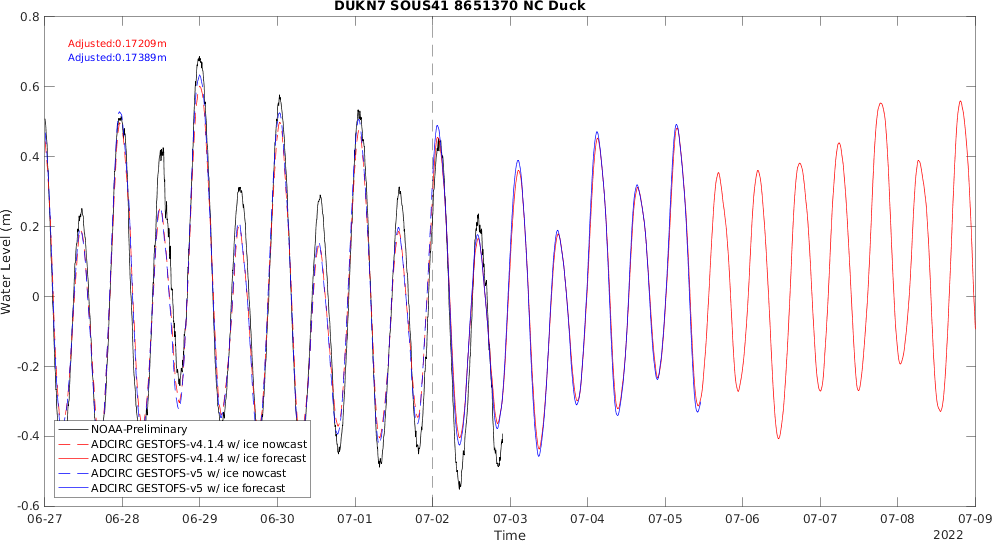 DUKN7 SOUS41 8651370 NC Duck
Adjusted:0.17209m
Adjusted:0.17389m
0.8
0.6
0.4
0.2
0
-0.2
-0.4
-0.6
Water Level (m)
NOAA-Preliminary
ADCIRC GESTOFS-v4.1.4 w/ ice nowcast
ADCIRC GESTOFS-v4.1.4 w/ ice forecast
ADCIRC GESTOFS-v5 w/ ice nowcast
ADCIRC GESTOFS-v5 w/ ice forecast
06-27 06-28 06-29 06-30 07-01 07-02 07-03 07-04 07-05 07-06 07-07 07-08 07-09
Time
2022